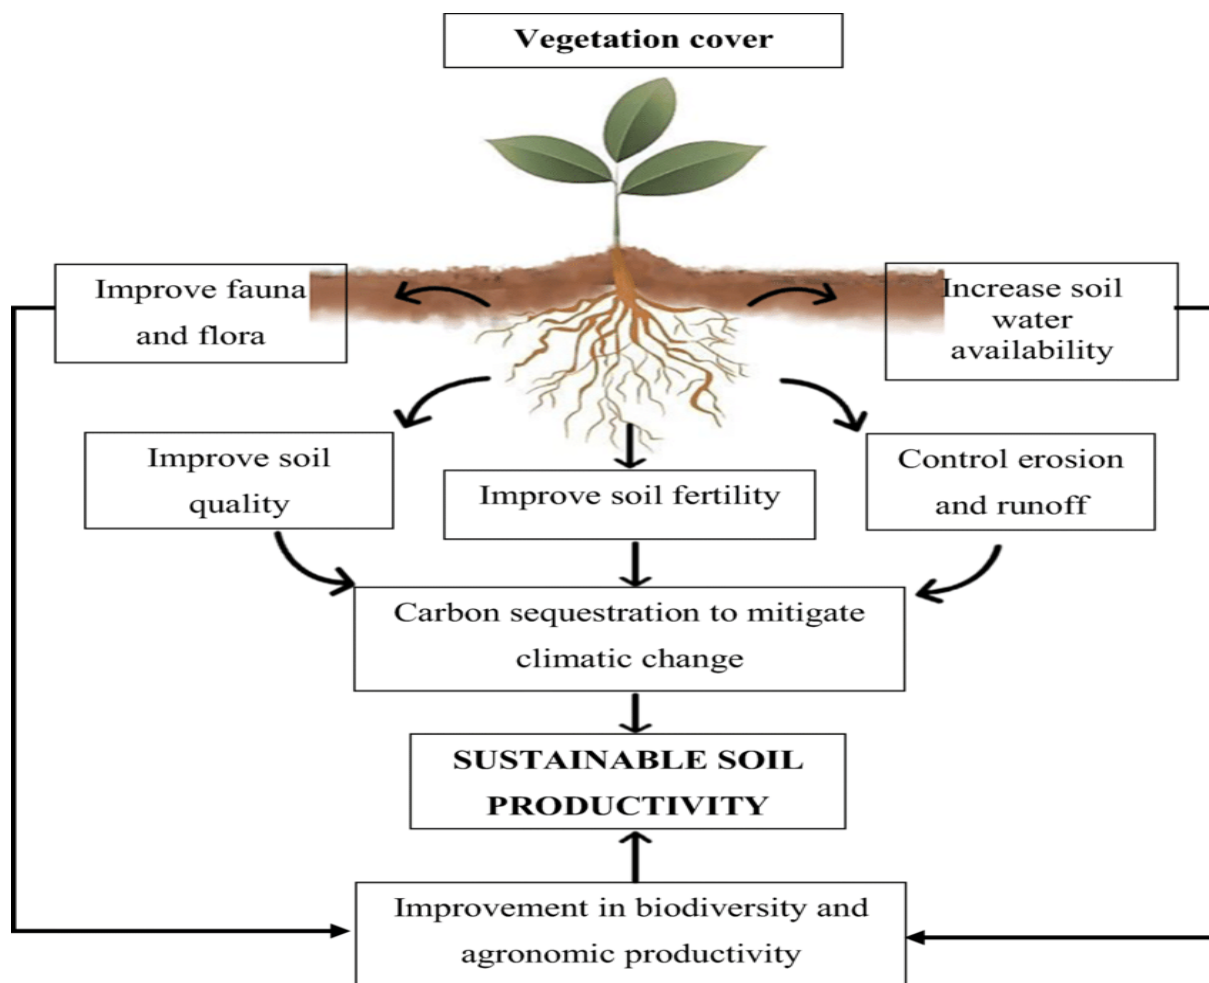 Vegetation cover
Improve fauna
and flora
Increase soil
water
availability
Improve soil
quality
Improve soil fertility
Control erosion
and runoff
Carbon sequestration to mitigate
climatic change
SUSTAINABLE SOIL
PRODUCTIVITY
Improvement in biodiversity and
agronomic productivity